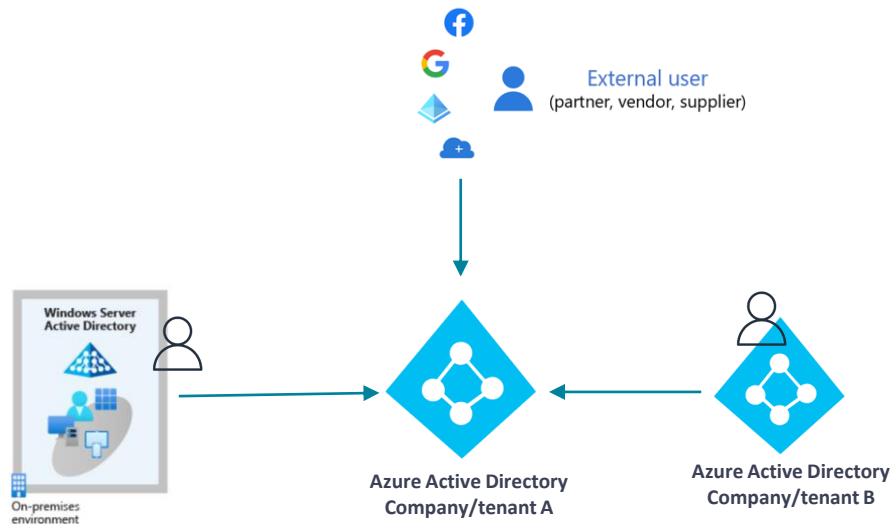 External user
(partner, vendor, supplier)
Windows Server
Active Directory
On-premises
environment
Azure Active Directory
Company/tenant A
Azure Active Directory
Company/tenant B